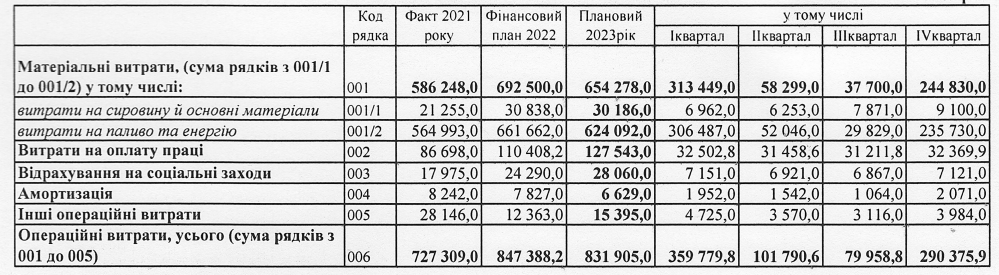 Код рядка | Факт 2021 року | Фінансовий план 2022 | Плановий 2023рік | у тому числі
Iквартал | IIквартал | IIIквартал | IVквартал
Матеріальні витрати, (сума рядків з 001/1
до 001/2) у тому числі: | 001 | 586 248,0 | 692 500,0 | 654 278,0 | 313 449,0 | 58 299,0 | 37 700,0 | 244 830,0
витрати на сировину й основні матеріали | 001/1 | 21 255,0 | 30 838,0 | 30 186,0 | 6 962,0 | 6 253,0 | 7 871,0 | 9 100,0
витрати на паливо та енергію | 001/2 | 564 993,0 | 661 662,0 | 624 092,0 | 306 487,0 | 52 046,0 | 29 829,0 | 235 730,0
Витрати на оплату праці | 002 | 86 698,0 | 110 408,2 | 127 543,0 | 32 502,8 | 31 458,6 | 31 211,8 | 32 369,9
Відрахування на соціальні заходи | 003 | 17 975,0 | 24 290,0 | 28 060,0 | 7 151,0 | 6 921,0 | 6 867,0 | 7 121,0
Амортизація | 004 | 8 242,0 | 7 827,0 | 6 629,0 | 1 952,0 | 1 542,0 | 1 064,0 | 2 071,0
Інші операційні витрати | 005 | 28 146,0 | 12 363,0 | 15 395,0 | 4 725,0 | 3 570,0 | 3 116,0 | 3 984,0
Операційні витрати, усього (сума рядків з
001 до 005) | 006 | 727 309,0 | 847 388,2 | 831 905,0 | 359 779,8 | 101 790,6 | 79 958,8 | 290 375,9